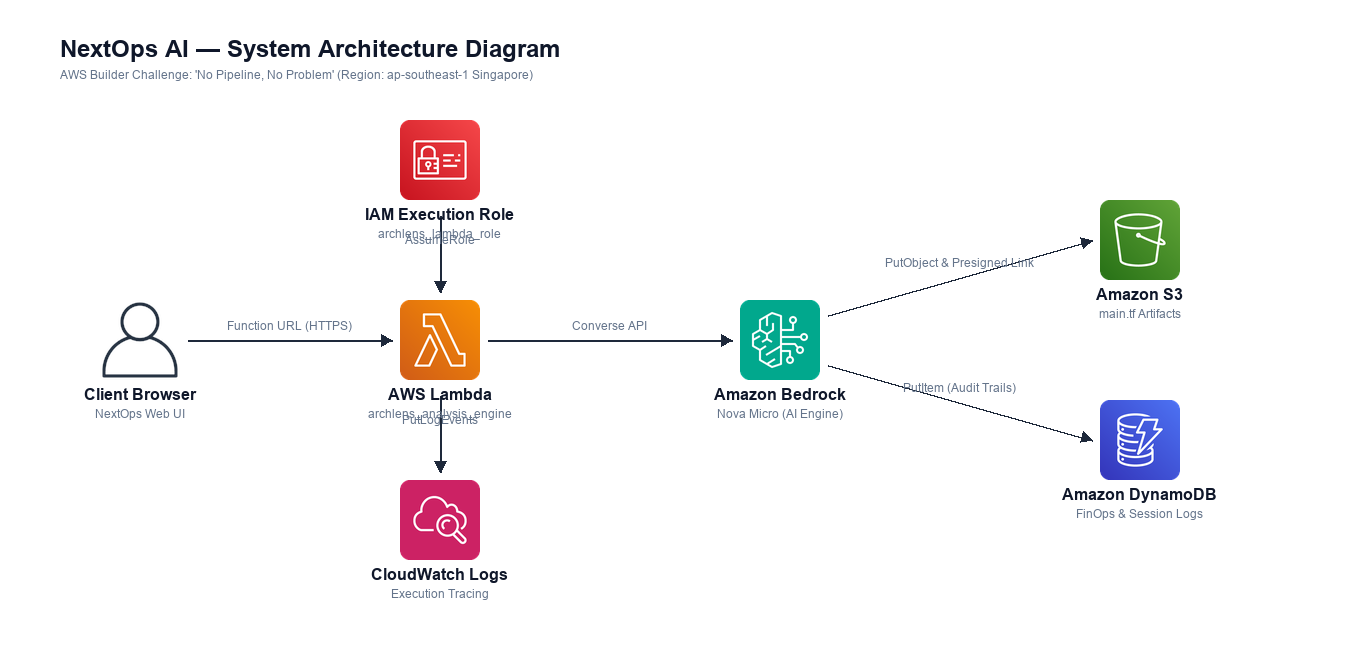 NextOps AI — System Architecture Diagram
AWS Builder Challenge: 'No Pipeline, No Problem' (Region: ap-southeast-1 Singapore)
IAM Execution Role
archlens_lambda_role
AssumeRole
Function URL (HTTPS)
Converse API
PutObject & Presigned Link
Amazon S3
main.tf Artifacts
Client Browser
NextOps Web UI
AWS Lambda
archlens_analysis_engine
PutLogEvents
Amazon Bedrock
Nova Micro (AI Engine)
PutItem (Audit Trails)
Amazon DynamoDB
FinOps & Session Logs
CloudWatch Logs
Execution Tracing